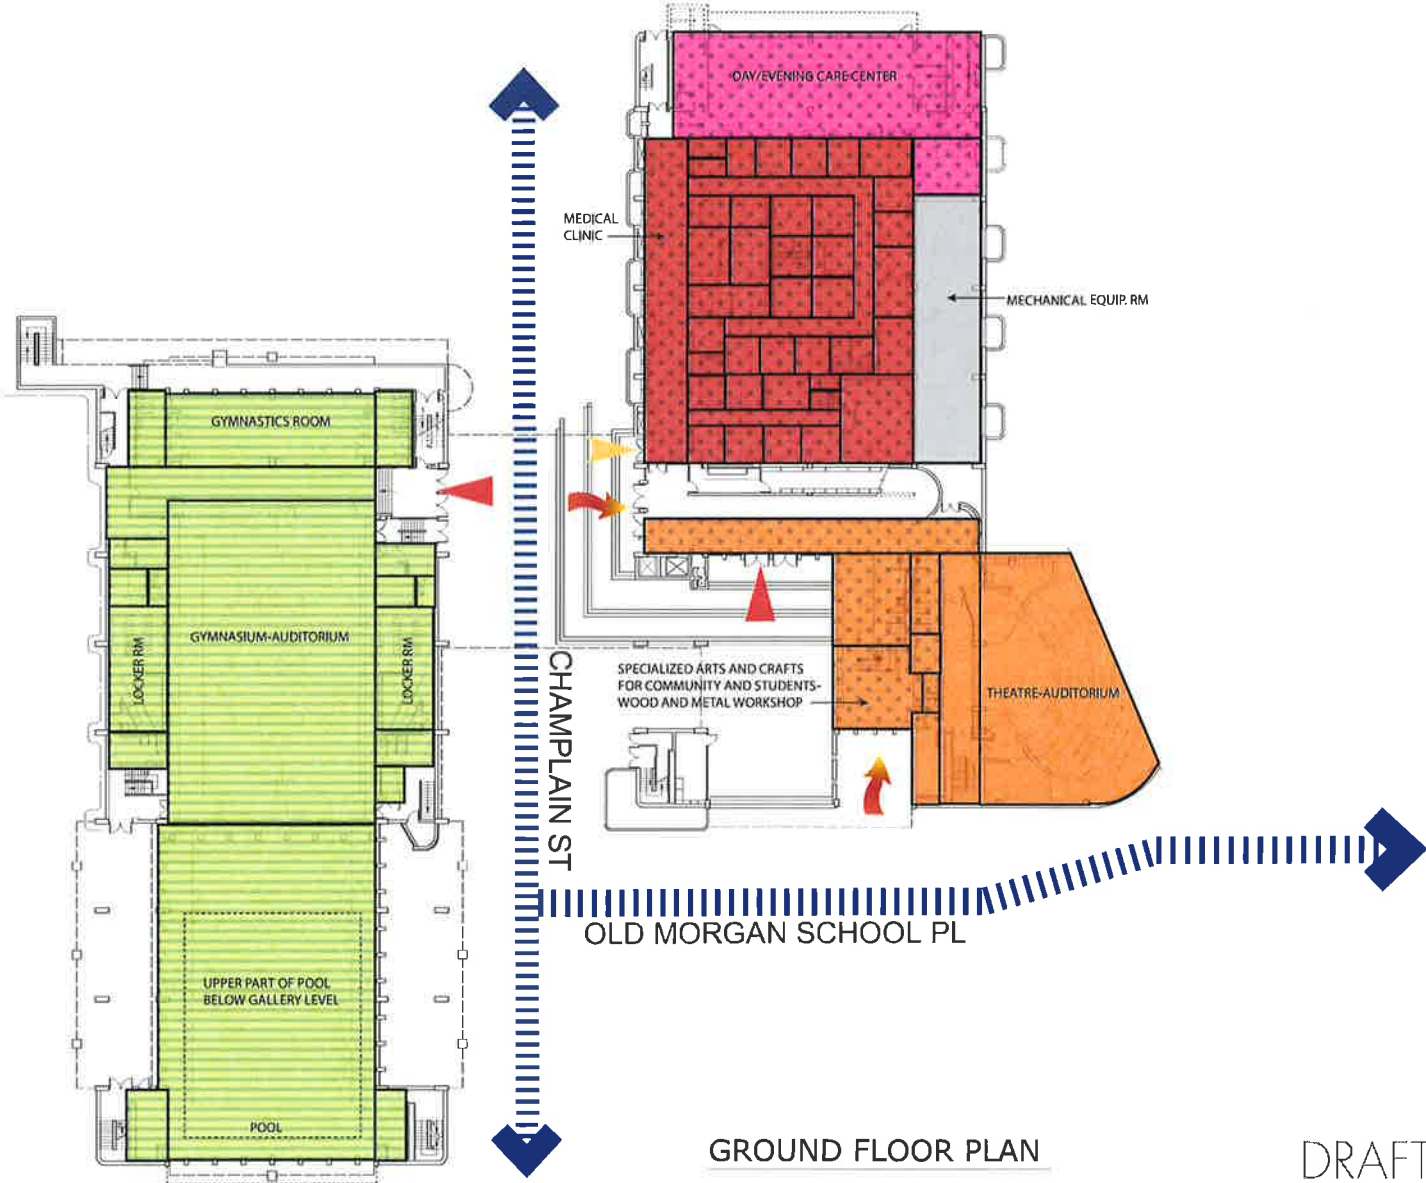 DAY/EVENING CARE CENTER
MEDICAL
CLINIC
MECHANICAL EQUIP. RM
GYMNASTICS ROOM
GYMNASIUM-AUDITORIUM
LOCKER RM
LOCKER RM
CHAMPLAIN ST
SPECIALIZED ARTS AND CRAFTS
FOR COMMUNITY AND STUDENTS-
WOOD AND METAL WORKSHOP
THEATRE-AUDITORIUM
OLD MORGAN SCHOOL PL
UPPER PART OF POOL
BELOW GALLERY LEVEL
POOL
GROUND FLOOR PLAN
DRAFT